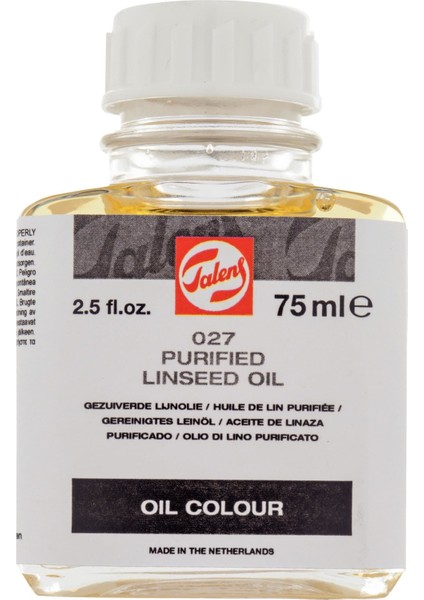 Talens
2.5 fl.oz. 75 ml e
027
PURIFIED
LINSEED OIL
GEZUIVERDE LIJNOLIE / HUILE DE LIN PURIFIÉE /
GEREINIGTES LEINÖL / ACEITE DE LINAZA
PURIFICADO / OLIO DI LINO PURIFICATO
OIL COLOUR
MADE IN THE NETHERLANDS